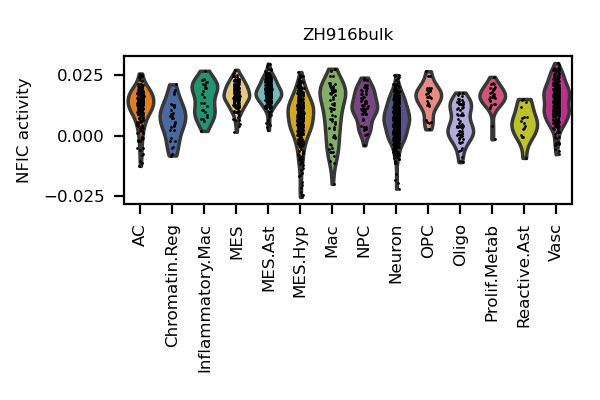 ZH916bulk
NFIC activity
0.025
0.000
−0.025
AC
Chromatin.Reg
Inflammatory.Mac
MES
MES.Ast
MES.Hyp
Mac
NPC
Neuron
OPC
Oligo
Prolif.Metab
Reactive.Ast
Vasc